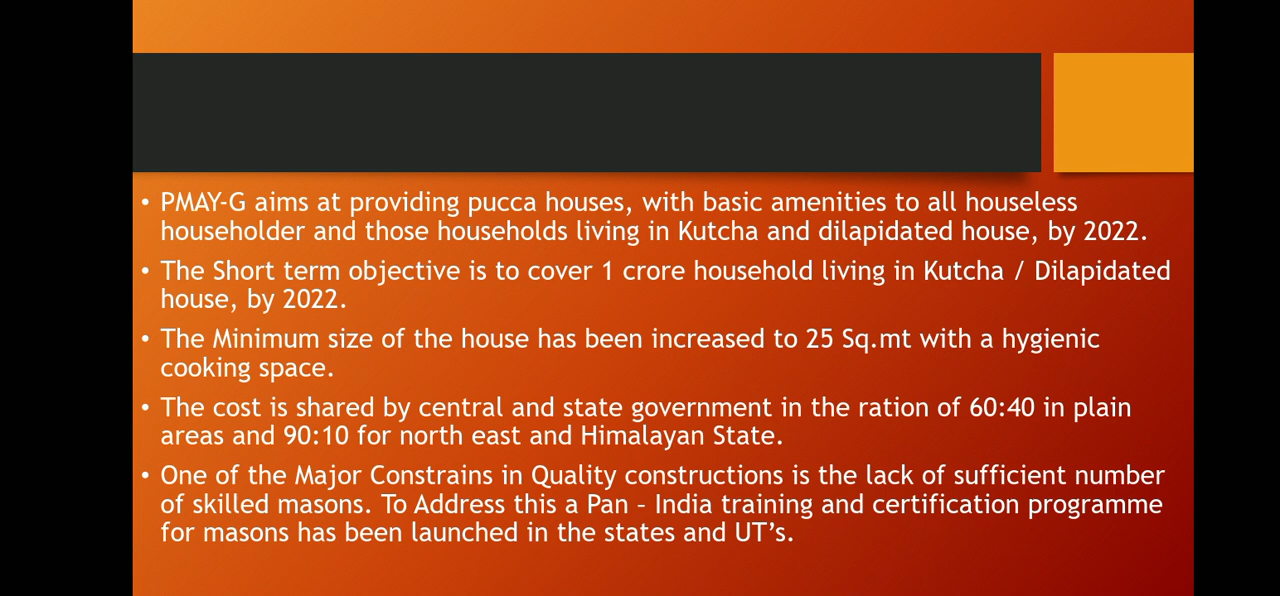 • PMAY-G aims at providing pucca houses, with basic amenities to all houseless
householder and those households living in Kutcha and dilapidated house, by 2022.
• The Short term objective is to cover 1 crore household living in Kutcha / Dilapidated
house, by 2022.
• The Minimum size of the house has been increased to 25 Sq.mt with a hygienic
cooking space.
• The cost is shared by central and state government in the ration of 60:40 in plain
areas and 90:10 for north east and Himalayan State.
• One of the Major Constrains in Quality constructions is the lack of sufficient number
of skilled masons. To Address this a Pan – India training and certification programme
for masons has been launched in the states and UT’s.